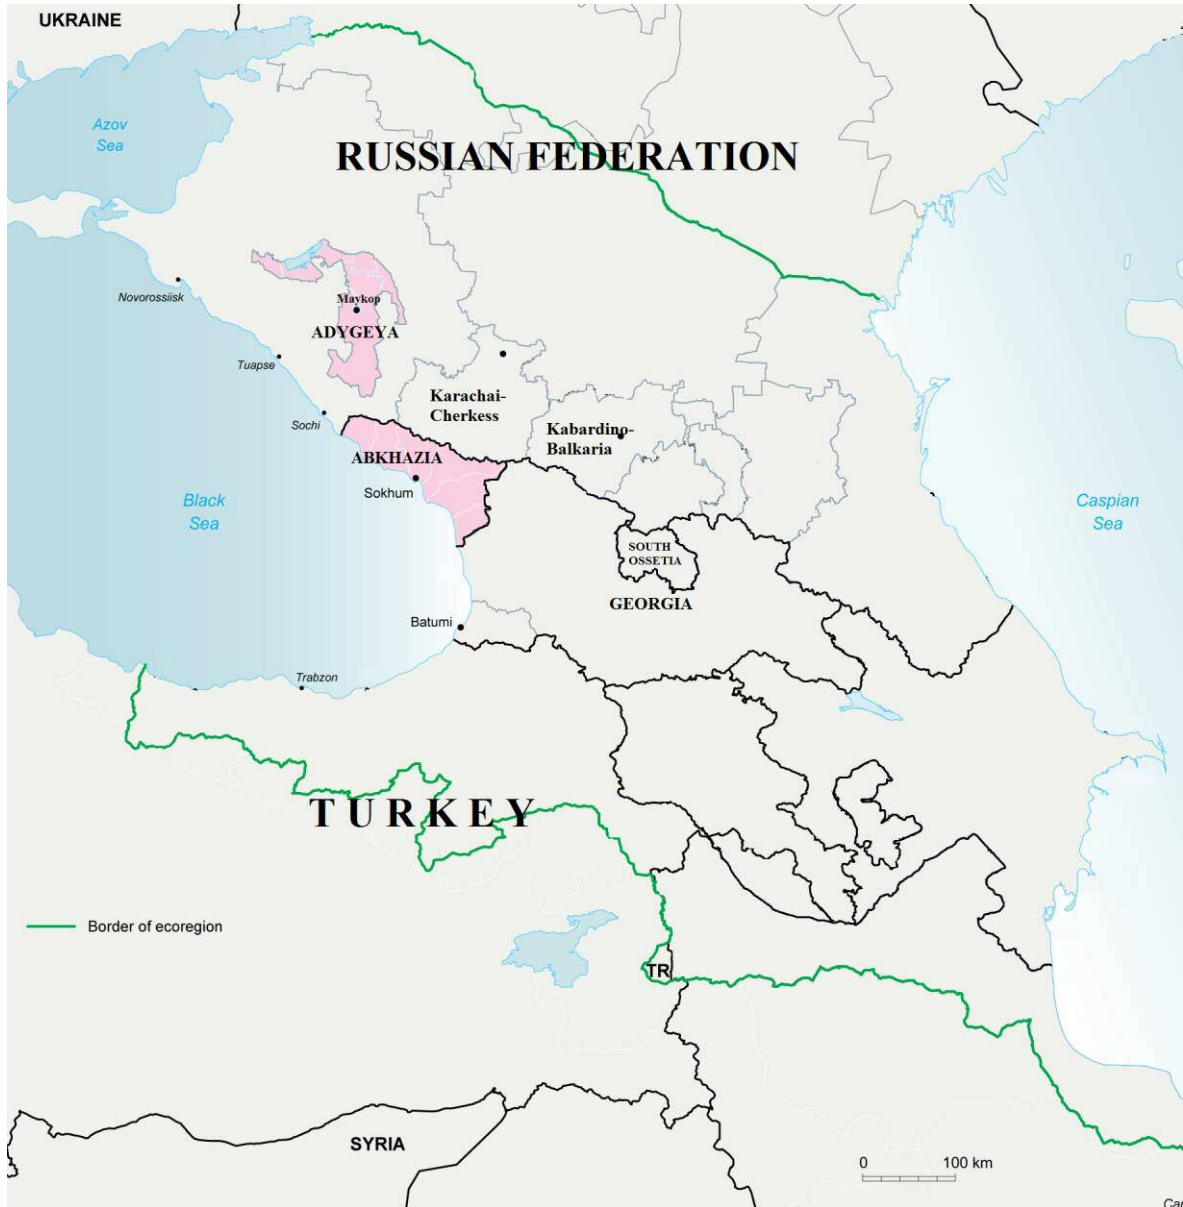 UKRAINE
Azov
Sea
RUSSIAN FEDERATION
Novorossiisk
Maykop
ADYGEYA
Tuapse
Karachai-
Cherkess
Sochi
Kabardino-
Balkaria
ABKHAZIA
Sokhum
Black
Sea
Caspian
Sea
SOUTH
OSSETIA
GEORGIA
Batumi
Trabzon
TURKEY
Border of ecoregion
TR
SYRIA
0 100 km